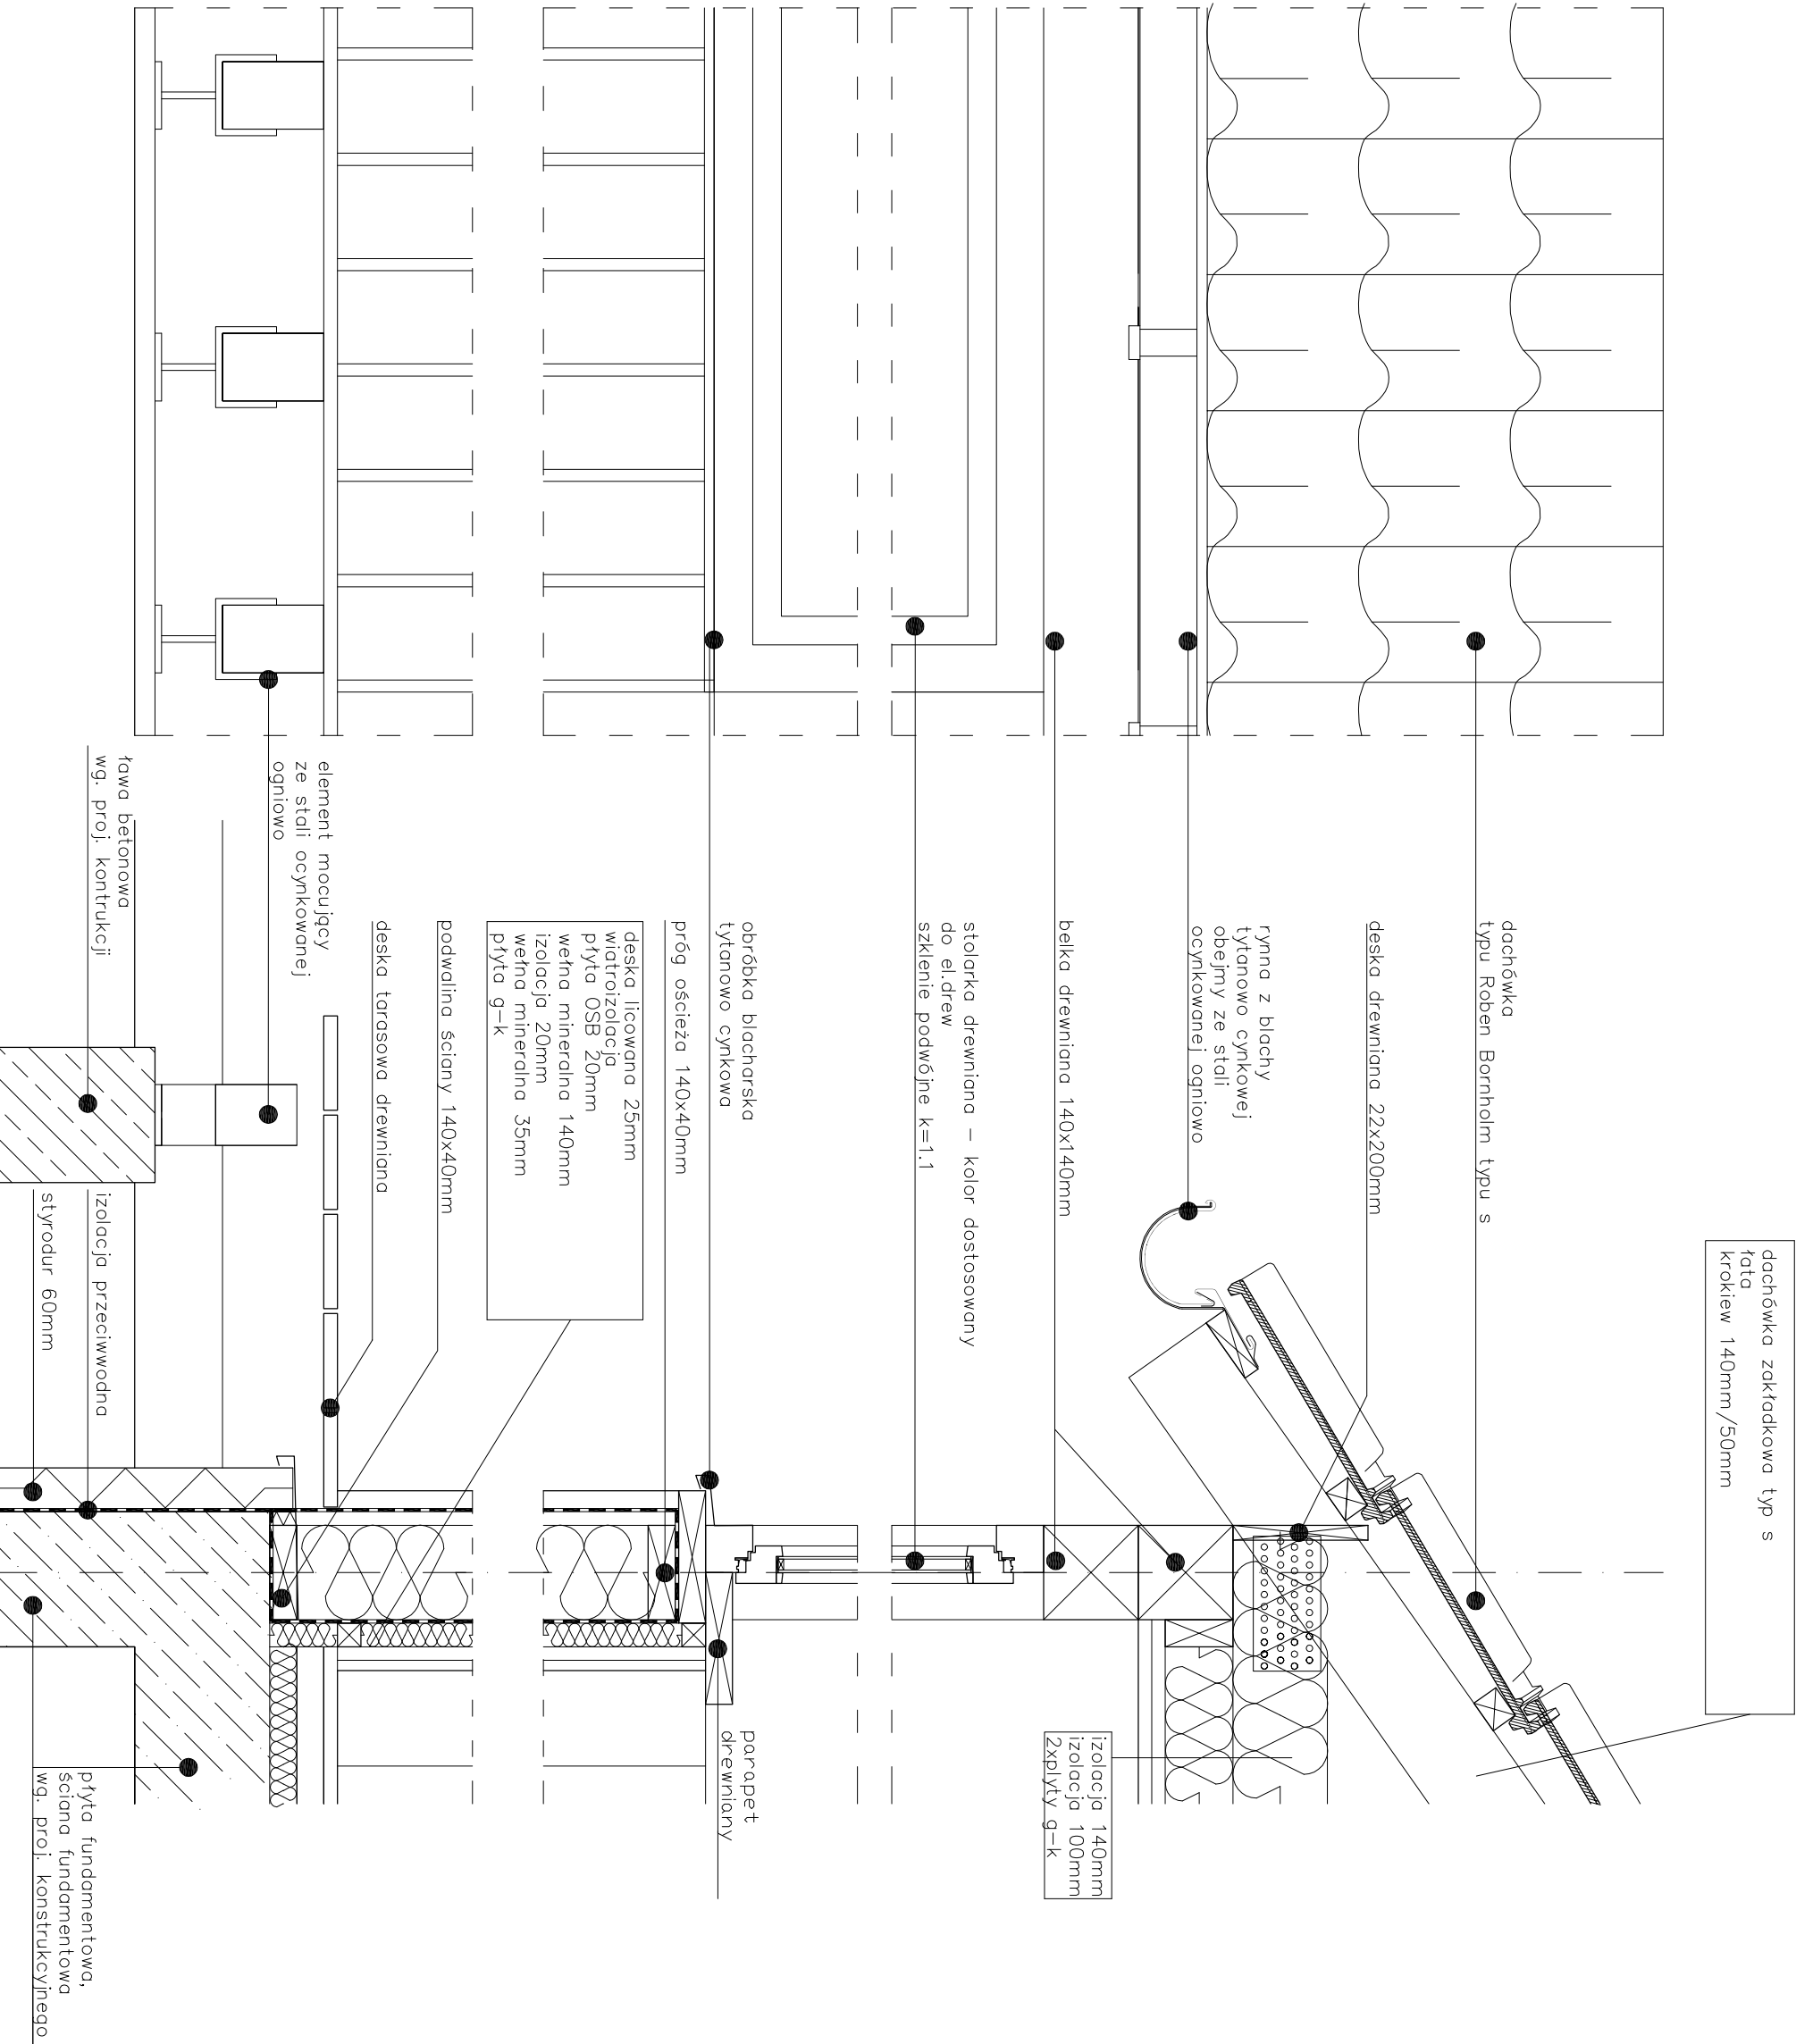 dachówka zakładkowa typ s
łata
krokiew 140mm/50mm
dachówka
typu Roben Bornholm typu s
deska drewniana 22x200mm
rynna z blachy
tytanowo cynkowej
obejmy ze stali
ocynkowanej ogniowo
belka drewniana 140x140mm
stolarka drewniana – kolor dostosowany
do el.drew
szklenie podwójne k=1.1
obróbka blacharska
tytanowo cynkowa
próg ościeża 140x40mm
deska licowana 25mm
wiatroizolacja
płyta OSB 20mm
wełna mineralna 140mm
izolacja 20mm
wełna mineralna 35mm
płyta g–k
podwalina ściany 140x40mm
deska tarasowa drewniana
element mocujący
ze stali ocynkowanej
ogniowo
ława betonowa
wg. proj. kontrukcji
izolacja przeciwwodna
styrodur 60mm
izolacja 140mm
izolacja 100mm
2xplyty g–k
parapet
drewniany
płyta fundamentowa,
ściana fundamentowa
wg. proj. konstrukcyjnego